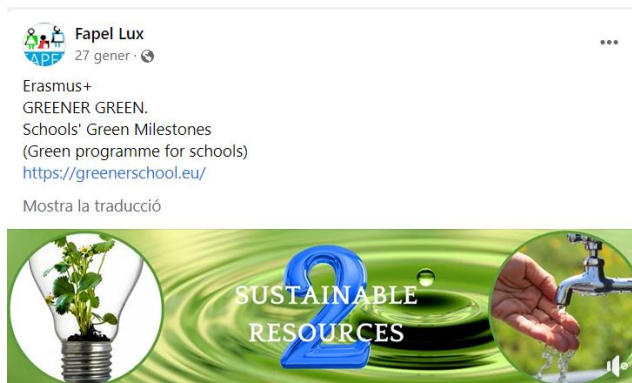 Fapel Lux
27 gener
Erasmus+
GREENER GREEN.
Schools' Green Milestones
(Green programme for schools)
https://greenerschool.eu/
Mostra la traducció
2
SUSTAINABLE
RESOURCES